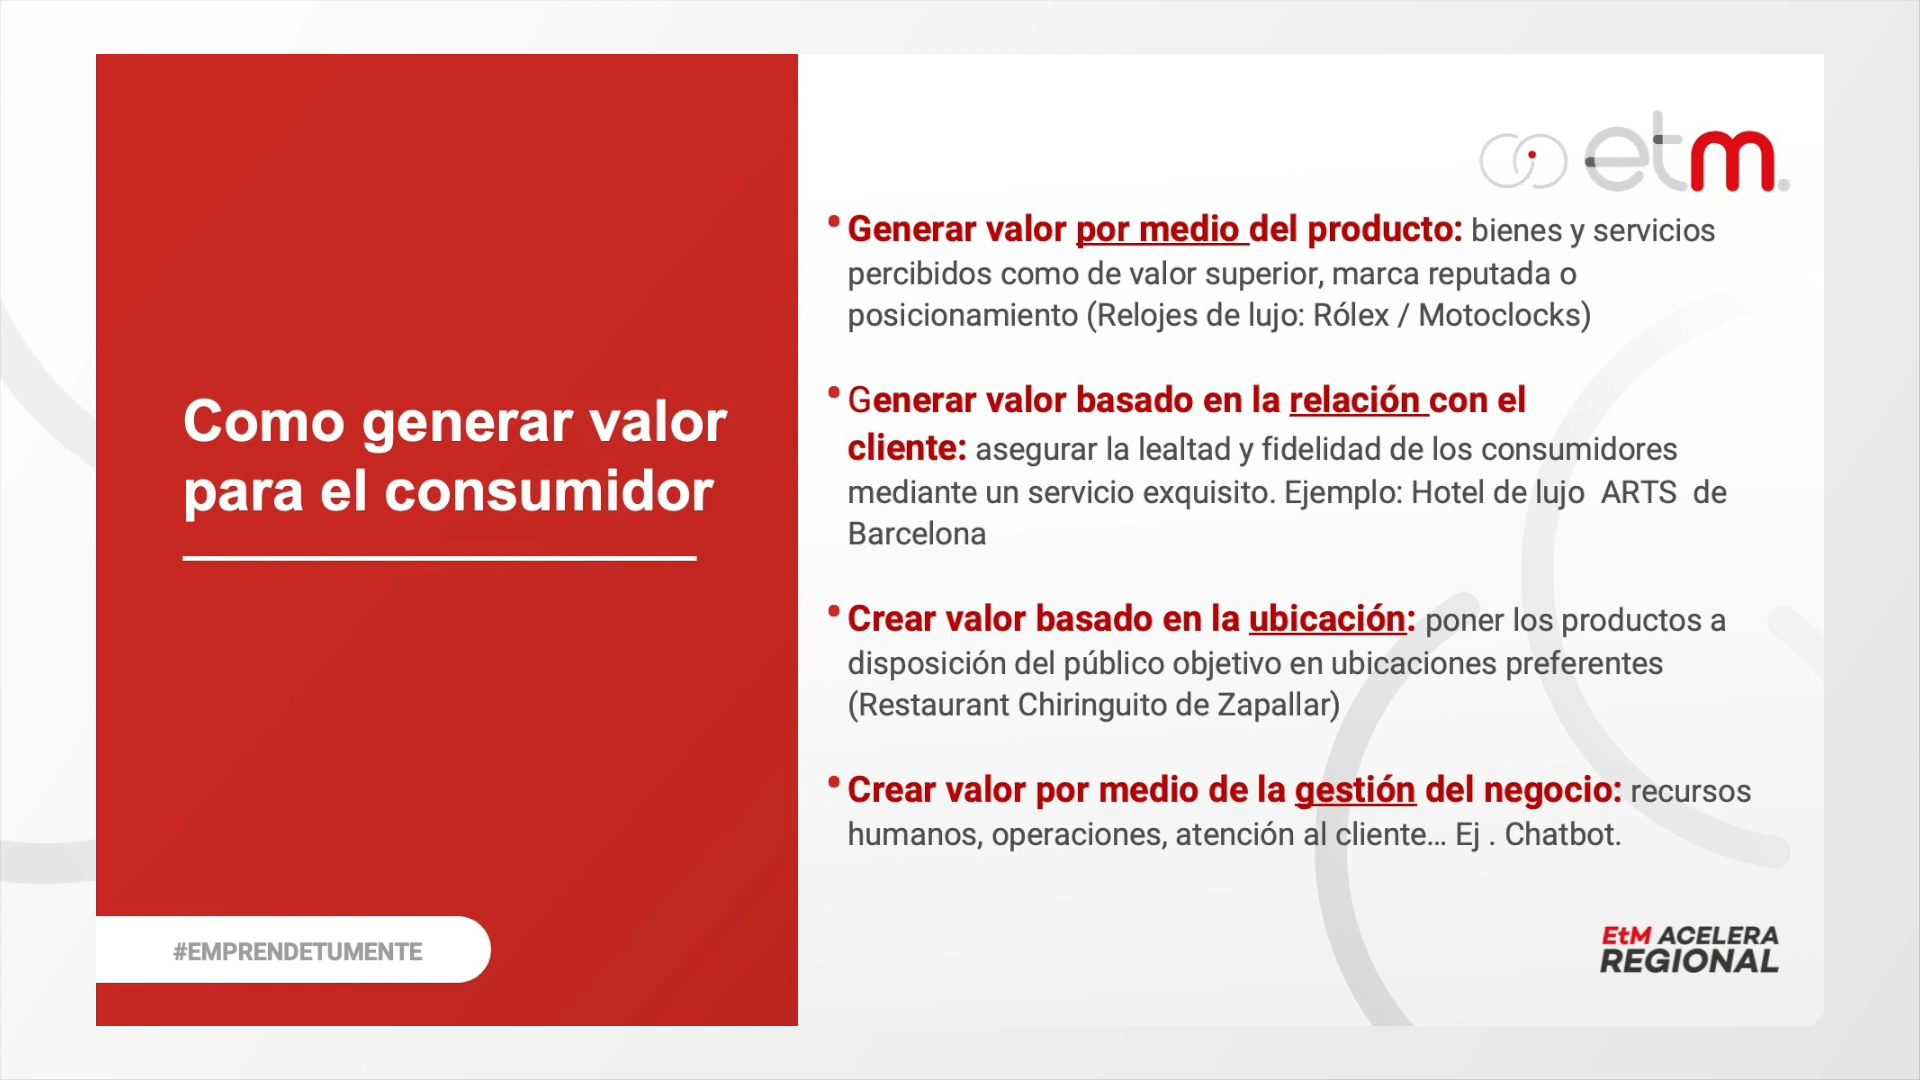 Como generar valor
para el consumidor
#EMPRENDETUMENTE
etm.
• Generar valor por medio del producto: bienes y servicios
percibidos como de valor superior, marca reputada o
posicionamiento (Relojes de lujo: Rólex / Motoclocks)
• Generar valor basado en la relación con el
cliente: asegurar la lealtad y fidelidad de los consumidores
mediante un servicio exquisito. Ejemplo: Hotel de lujo ARTS de
Barcelona
• Crear valor basado en la ubicación: poner los productos a
disposición del público objetivo en ubicaciones preferentes
(Restaurant Chiringuito de Zapallar)
• Crear valor por medio de la gestión del negocio: recursos
humanos, operaciones, atención al cliente... Ej . Chatbot.
EtM ACELERA
REGIONAL